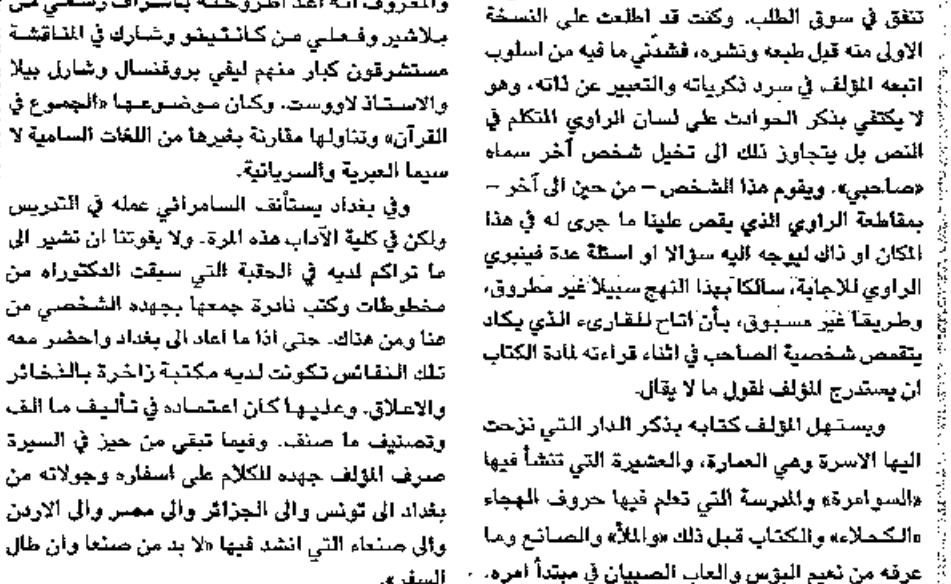 تتفق في سوق الطلب. وكنت قد اطلعت على النسخة
الاولى منه قبل طبعه ونشره، فشدّني ما فيه من اسلوب
اتبعه المؤلف في سرد ذكرياته والتعبير عن ذاته، وهو
لا يكتفي بذكر الحوادث على لسان الراوي المتكلم في
النص بل يتجاوز ذلك الى تخيل شخص آخر سماه
«صاحبي». ويقوم هذا الشخص – من حين الى آخر –
بمقاطعة الراوي الذي يقص علينا ما جرى له في هذا
المكان او ذاك ليوجه اليه سؤالا او اسئلة عدة فينبري
الراوي للاجابة، سالكا بهذا النهج سبيلا غير مطروق،
وطريقا غير مسبوق، بأن اتاح للقارىء الذي يكاد
يتقمص شخصية الصاحب في اثناء قراءته لمادة الكتاب
ان يستدرج المؤلف لقول ما لا يقال.
ويستهل المؤلف كتابه بذكر الدار التي نزحت
اليها الاسرة وهي العمارة، والعشيرة التي تنشأ فيها
«السوامرة» والمدرسة التي تعلم فيها حروف الهجاء
«الكحلاء» والكتاب قبل ذلك «والملا» والصانع وما
عرفه من نعيم البؤس والعاب الصبيان في مبتدأ امره.
والمعروف انه اعد اطروحته باشراف رسمي من
بلاشير وفعلي من كانتينو وشارك في المناقشة
مستشرقون كبار منهم ليفي بروفنسال وشارل بيلا
والاستاذ لاووست. وكان موضوعها «الجموع في
القرآن» وتناولها مقارنة بغيرها من اللغات السامية لا
سيما العبرية والسريانية.
وفي بغداد يستأنف السامرائي عمله في التدريس
ولكن في كلية الآداب هذه المرة. ولا يفوتنا ان تشير الى
ما تراكم لديه في الحقبة التي سبقت الدكتوراه من
مخطوطات وكتب نادرة جمعها بجهده الشخصي من
هنا ومن هناك. حتى اذا ما اعاد الى بغداد واحضر معه
تلك النفائس تكونت لديه مكتبة زاخرة بالذخائر
والاعلاق. وعليها كان اعتماده في تأليف ما الف
وتصنيف ما صنف. وفيما تبقى من حيز في السيرة
صرف المؤلف جهده للكلام على اسفاره وجولاته من
بغداد الى تونس والى الجزائر والى مصر والى الاردن
والى صنعاء التي انشد فيها «لا بد من صنعا وان طال
السفر».